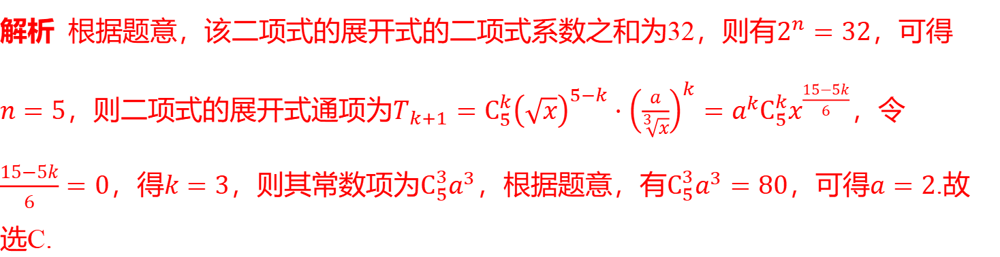 解析 根据题意，该二项式的展开式的二项式系数之和为32，则有$2^n = 32$，可得
$n = 5$，则二项式的展开式通项为$T_{k+1} = \mathrm{C}_5^k(\sqrt{x})^{5-k} \cdot \left(\frac{a}{\sqrt[3]{x}}\right)^k = a^k\mathrm{C}_5^k x^{\frac{15-5k}{6}}$，令
$\frac{15-5k}{6} = 0$，得$k = 3$，则其常数项为$\mathrm{C}_5^3a^3$，根据题意，有$\mathrm{C}_5^3a^3 = 80$，可得$a = 2$.故
选C.